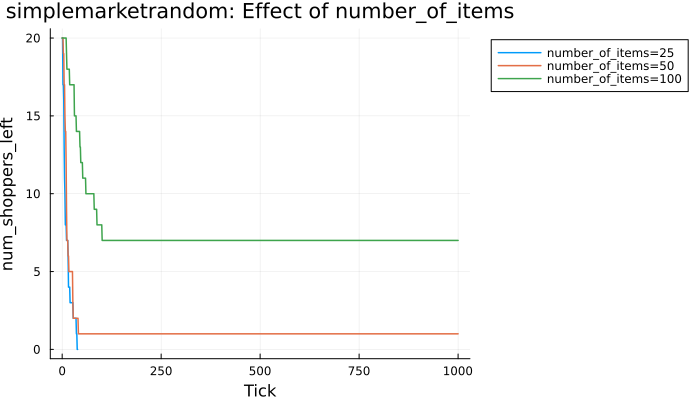 simplemarketrandom: Effect of number_of_items
num_shoppers_left
20
15
10
5
0
0
250
500
750
1000
Tick
number_of_items=25
number_of_items=50
number_of_items=100